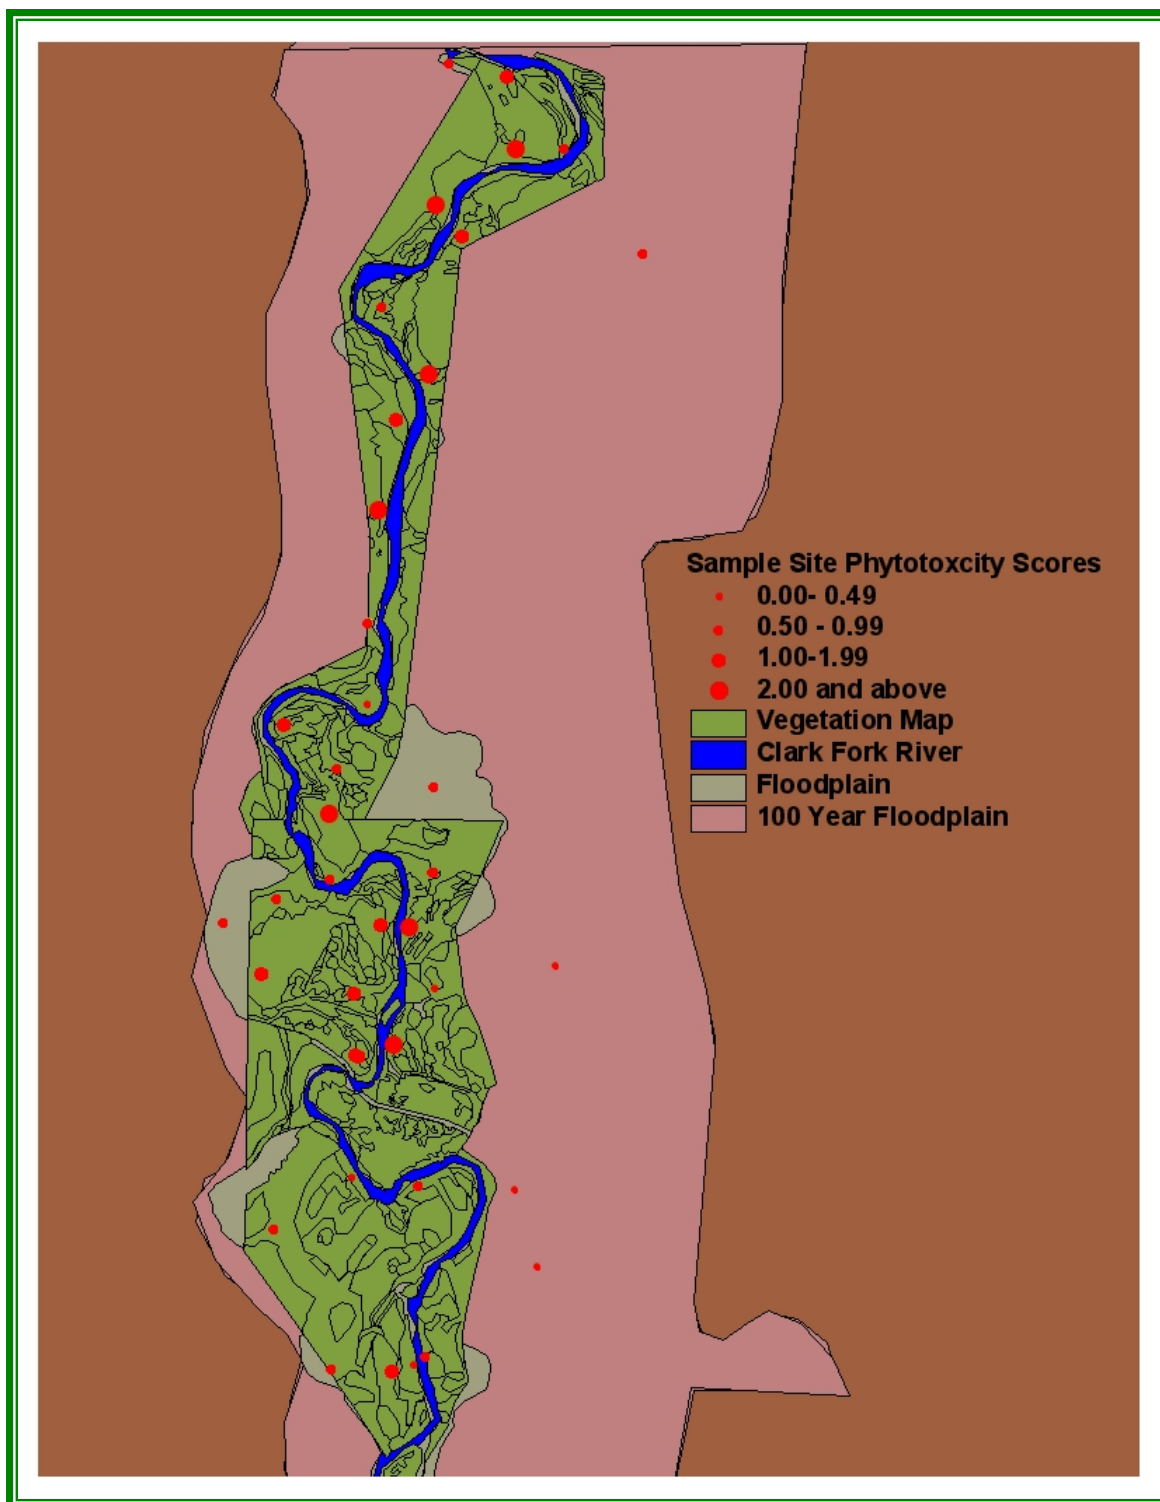 Sample Site Phytotoxcity Scores
0.00- 0.49
0.50 - 0.99
1.00-1.99
2.00 and above
Vegetation Map
Clark Fork River
Floodplain
100 Year Floodplain